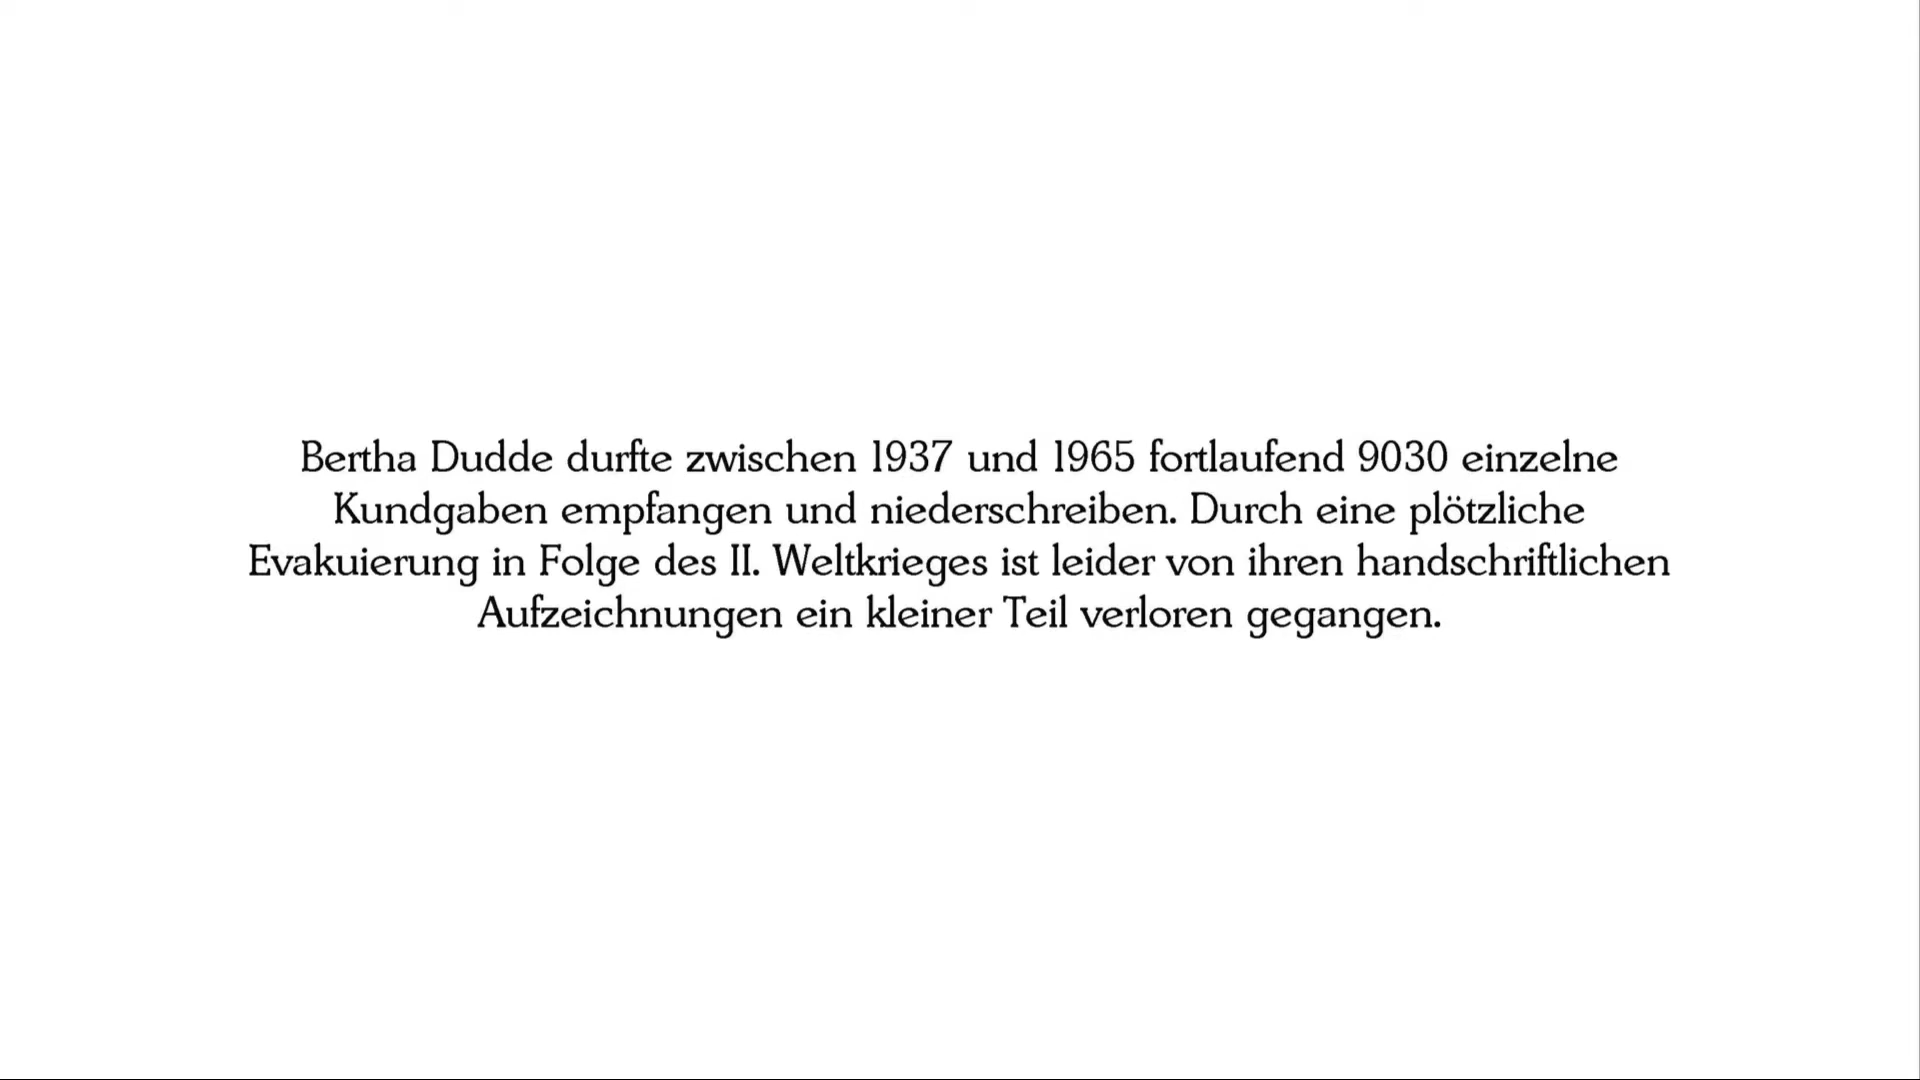 Bertha Dudde durfte zwischen 1937 und 1965 fortlaufend 9030 einzelne
Kundgaben empfangen und niederschreiben. Durch eine plötzliche
Evakuierung in Folge des II. Weltkrieges ist leider von ihren handschriftlichen
Aufzeichnungen ein kleiner Teil verloren gegangen.